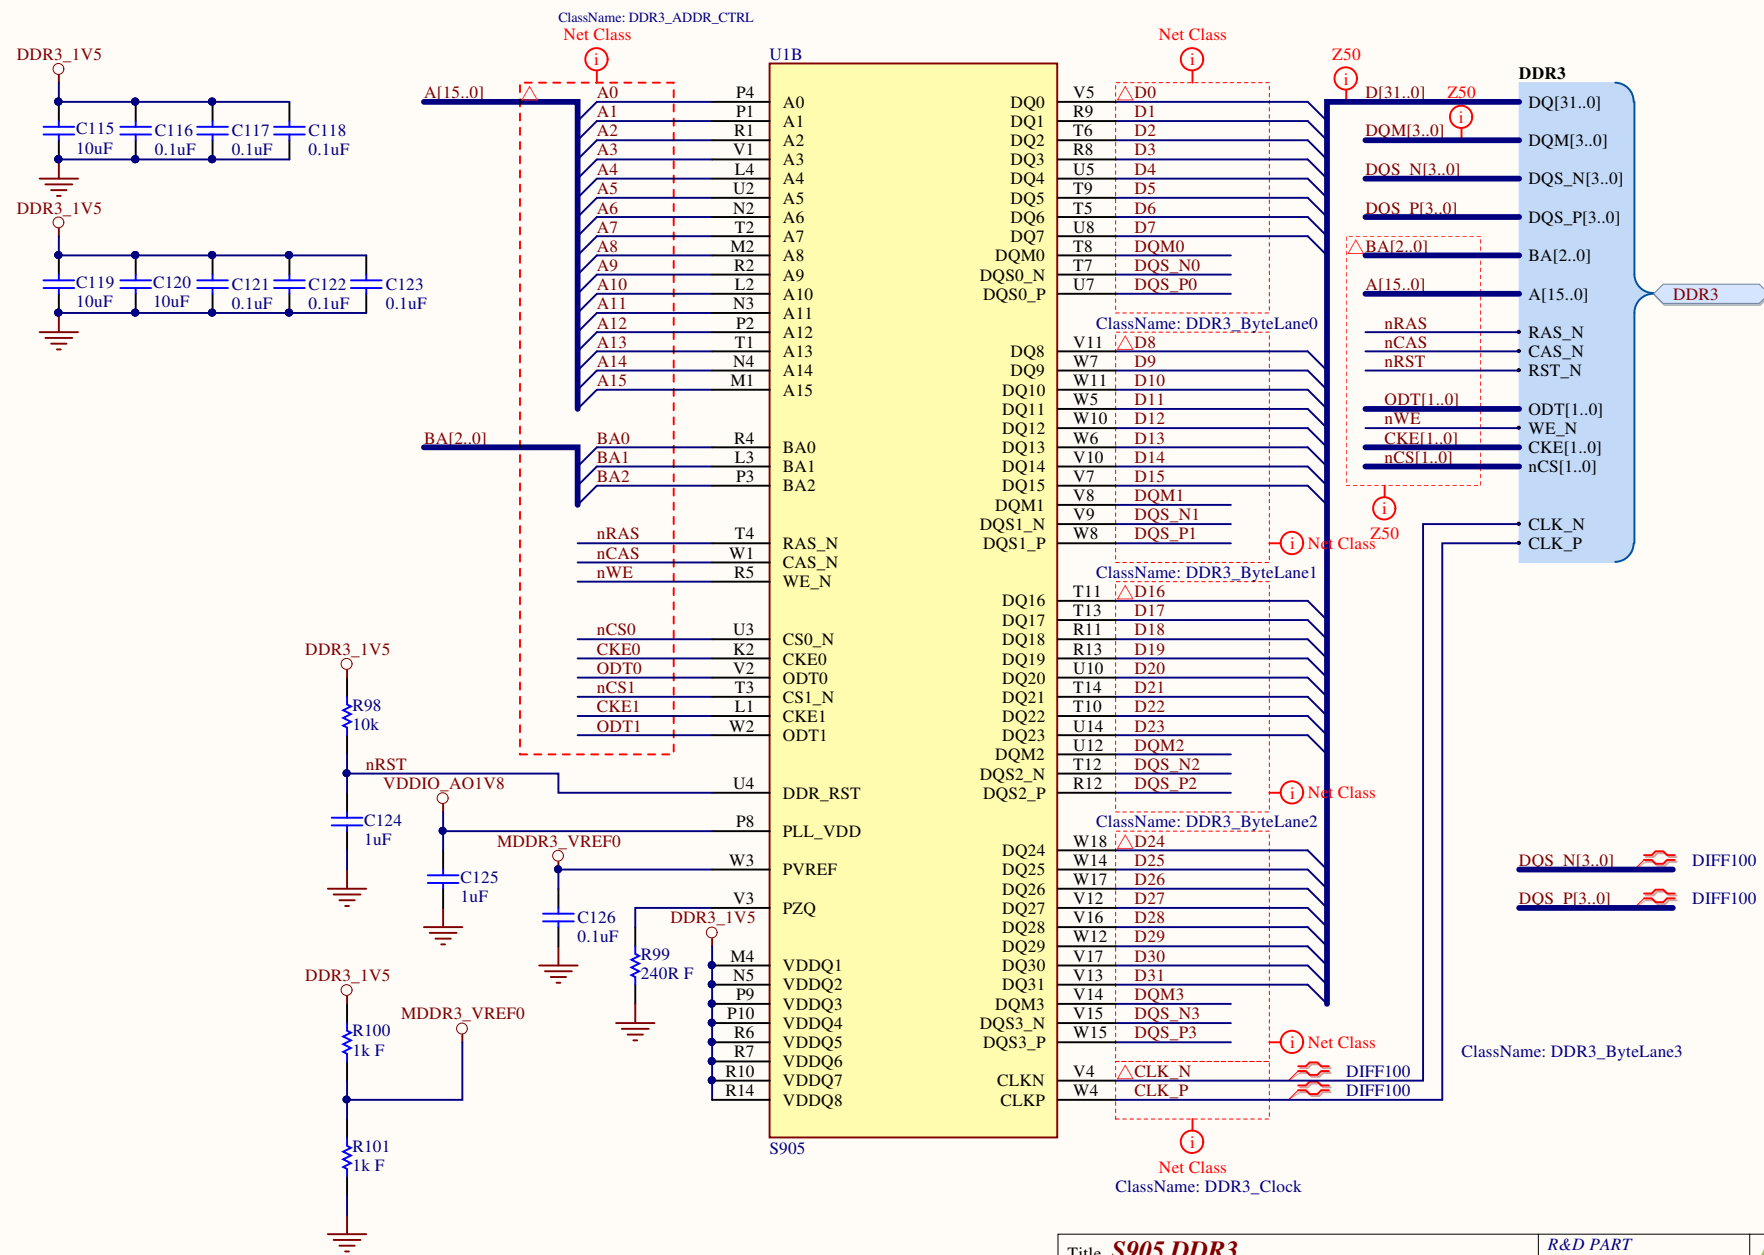 ClassName: DDR3_ADDR_CTRL
Net Class
Net Class
Z50
DDR3_1V5
C115
10uF
C116
0.1uF
C117
0.1uF
C118
0.1uF
DDR3_1V5
C119
10uF
C120
10uF
C121
0.1uF
C122
0.1uF
C123
0.1uF
U1B
A[15..0]
A0 P4 A0
A1 P1 A1
A2 R1 A2
A3 V1 A3
A4 L4 A4
A5 U2 A5
A6 N2 A6
A7 T2 A7
A8 M2 A8
A9 R2 A9
A10 L2 A10
A11 N3 A11
A12 P2 A12
A13 T1 A13
A14 N4 A14
A15 M1 A15
BA[2..0]
BA0 R4 BA0
BA1 L3 BA1
BA2 P3 BA2
nRAS T4 RAS_N
nCAS W1 CAS_N
nWE R5 WE_N
nCS0 U3 CS0_N
CKE0 K2 CKE0
ODT0 V2 ODT0
nCS1 T3 CS1_N
CKE1 L1 CKE1
ODT1 W2 ODT1
DDR3_1V5
R98
10k
nRST U4 DDR_RST
C124
1uF
VDDIO_AO1V8
P8 PLL_VDD
C125
1uF
MDDR3_VREF0
W3 PVREF
C126
0.1uF
V3 PZQ
R99
240R F
DDR3_1V5
M4 VDDQ1
N5 VDDQ2
P9 VDDQ3
P10 VDDQ4
R6 VDDQ5
R7 VDDQ6
R10 VDDQ7
R14 VDDQ8
DDR3_1V5
R100
1k F
MDDR3_VREF0
R101
1k F
S905
DQ0 V5 D0
DQ1 R9 D1
DQ2 T6 D2
DQ3 R8 D3
DQ4 U5 D4
DQ5 T9 D5
DQ6 T5 D6
DQ7 U8 D7
DQM0 T8 DQM0
DQS0_N T7 DQS_N0
DQS0_P U7 DQS_P0
ClassName: DDR3_ByteLane0
DQ8 V11 D8
DQ9 W7 D9
DQ10 W11 D10
DQ11 W5 D11
DQ12 W10 D12
DQ13 W6 D13
DQ14 V10 D14
DQ15 V7 D15
DQM1 V8 DQM1
DQS1_N V9 DQS_N1
DQS1_P W8 DQS_P1
Net Class
ClassName: DDR3_ByteLane1
DQ16 T11 D16
DQ17 T13 D17
DQ18 R11 D18
DQ19 R13 D19
DQ20 U10 D20
DQ21 T14 D21
DQ22 T10 D22
DQ23 U14 D23
DQM2 U12 DQM2
DQS2_N T12 DQS_N2
DQS2_P R12 DQS_P2
Net Class
ClassName: DDR3_ByteLane2
DQ24 W18 D24
DQ25 W14 D25
DQ26 W17 D26
DQ27 V12 D27
DQ28 V16 D28
DQ29 W12 D29
DQ30 V17 D30
DQ31 V13 D31
DQM3 V14 DQM3
DQS3_N V15 DQS_N3
DQS3_P W15 DQS_P3
Net Class
ClassName: DDR3_ByteLane3
CLKN V4 CLK_N DIFF100
CLKP W4 CLK_P DIFF100
Net Class
ClassName: DDR3_Clock
DDR3
D[31..0] Z50 DQ[31..0]
DQM[3..0] DQM[3..0]
DQS_N[3..0] DQS_N[3..0]
DQS_P[3..0] DQS_P[3..0]
BA[2..0] BA[2..0]
A[15..0] A[15..0]
DDR3
nRAS RAS_N
nCAS CAS_N
nRST RST_N
ODT[1..0] ODT[1..0]
nWE WE_N
CKE[1..0] CKE[1..0]
nCS[1..0] nCS[1..0]
Z50
CLK_N
CLK_P
DQS_N[3..0] DIFF100
DQS_P[3..0] DIFF100
Title S905 DDR3
R&D PART